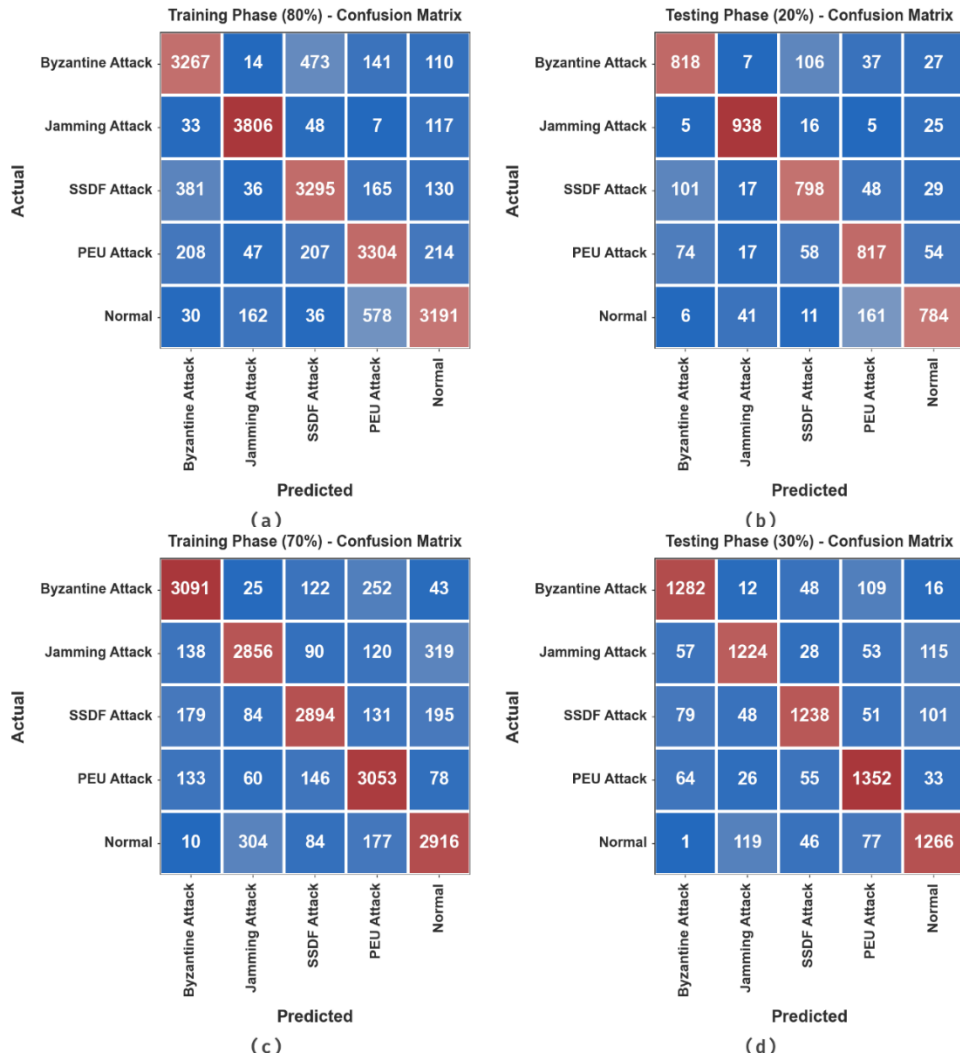 Training Phase (80%) - Confusion Matrix
Actual
Byzantine Attack 3267 14 473 141 110
Jamming Attack 33 3806 48 7 117
SSDF Attack 381 36 3295 165 130
PEU Attack 208 47 207 3304 214
Normal 30 162 36 578 3191
Byzantine Attack Jamming Attack SSDF Attack PEU Attack Normal
Predicted
(a)
Testing Phase (20%) - Confusion Matrix
Actual
Byzantine Attack 818 7 106 37 27
Jamming Attack 5 938 16 5 25
SSDF Attack 101 17 798 48 29
PEU Attack 74 17 58 817 54
Normal 6 41 11 161 784
Byzantine Attack Jamming Attack SSDF Attack PEU Attack Normal
Predicted
(b)
Training Phase (70%) - Confusion Matrix
Actual
Byzantine Attack 3091 25 122 252 43
Jamming Attack 138 2856 90 120 319
SSDF Attack 179 84 2894 131 195
PEU Attack 133 60 146 3053 78
Normal 10 304 84 177 2916
Byzantine Attack Jamming Attack SSDF Attack PEU Attack Normal
Predicted
(c)
Testing Phase (30%) - Confusion Matrix
Actual
Byzantine Attack 1282 12 48 109 16
Jamming Attack 57 1224 28 53 115
SSDF Attack 79 48 1238 51 101
PEU Attack 64 26 55 1352 33
Normal 1 119 46 77 1266
Byzantine Attack Jamming Attack SSDF Attack PEU Attack Normal
Predicted
(d)